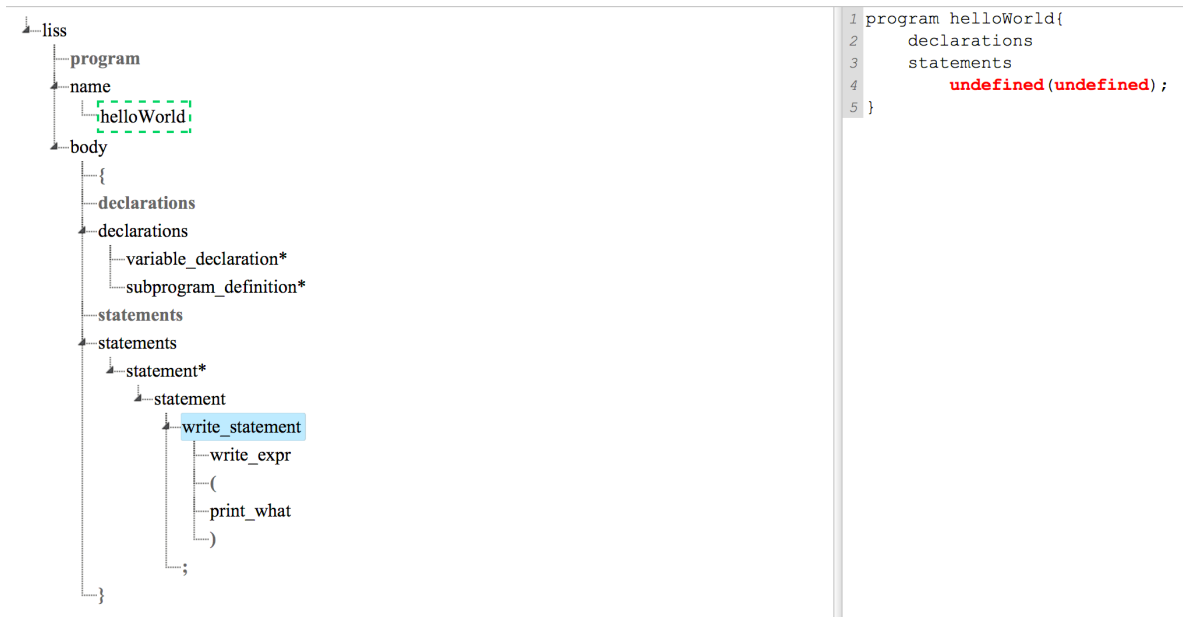 liss
program
name
helloWorld
body
{
declarations
declarations
variable_declaration*
subprogram_definition*
statements
statements
statement*
statement
write_statement
write_expr
(
print_what
)
;
}
1 program helloWorld{
2 declarations
3 statements
4 undefined(undefined);
5 }